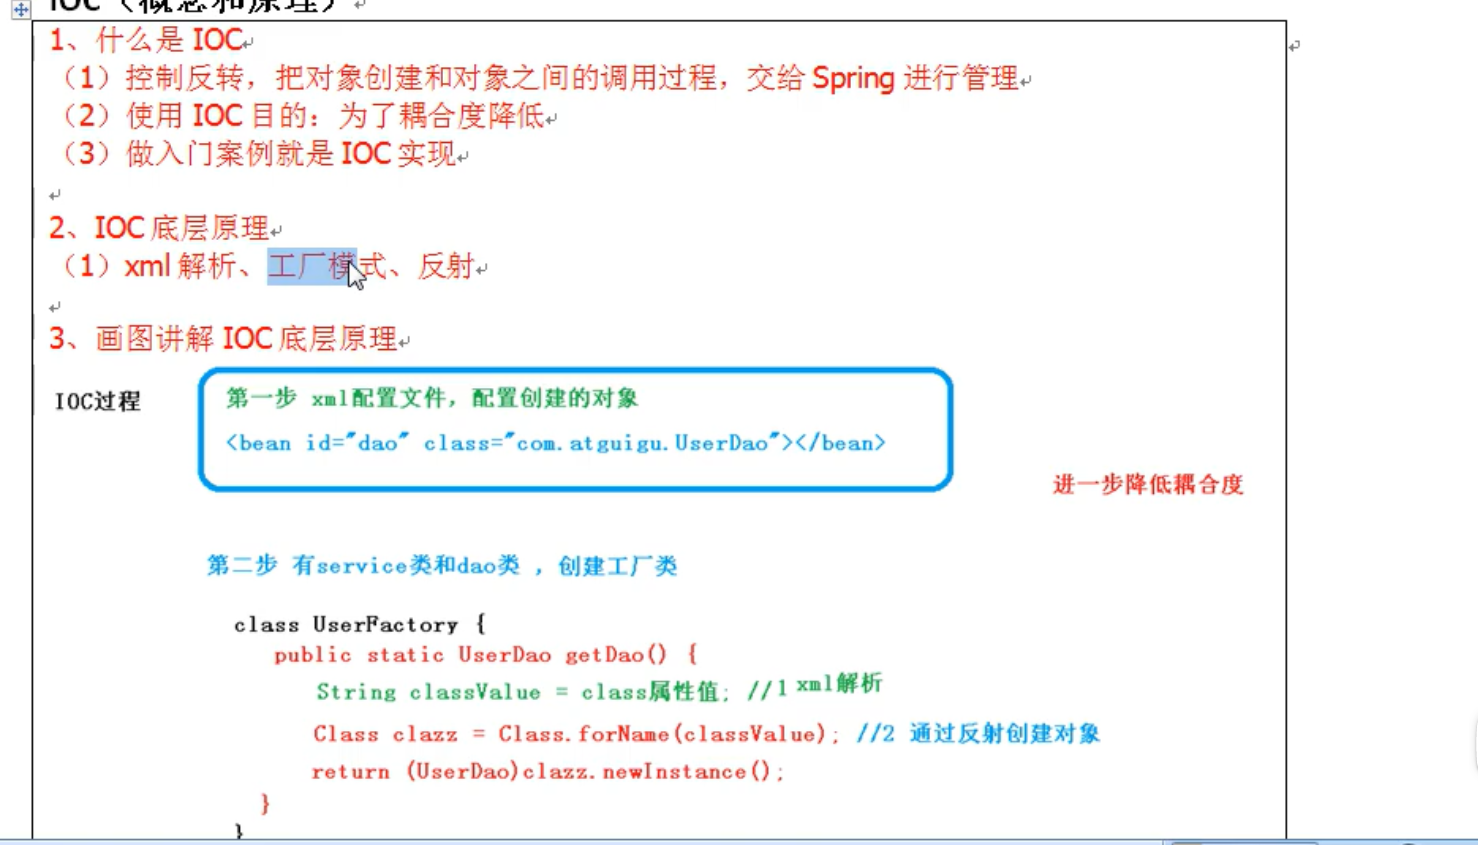 IOC（概念和原理）
1、什么是 IOC
（1）控制反转，把对象创建和对象之间的调用过程，交给 Spring 进行管理
（2）使用 IOC 目的：为了耦合度降低
（3）做入门案例就是 IOC 实现
2、IOC 底层原理
（1）xml 解析、工厂模式、反射
3、画图讲解 IOC 底层原理
IOC过程
第一步 xml配置文件，配置创建的对象
<bean id="dao" class="com.atguigu.UserDao"></bean>
进一步降低耦合度
第二步 有service类和dao类 ，创建工厂类
class UserFactory {
public static UserDao getDao() {
String classValue = class属性值; //1 xml解析
Class clazz = Class.forName(classValue); //2 通过反射创建对象
return (UserDao)clazz.newInstance();
}
}